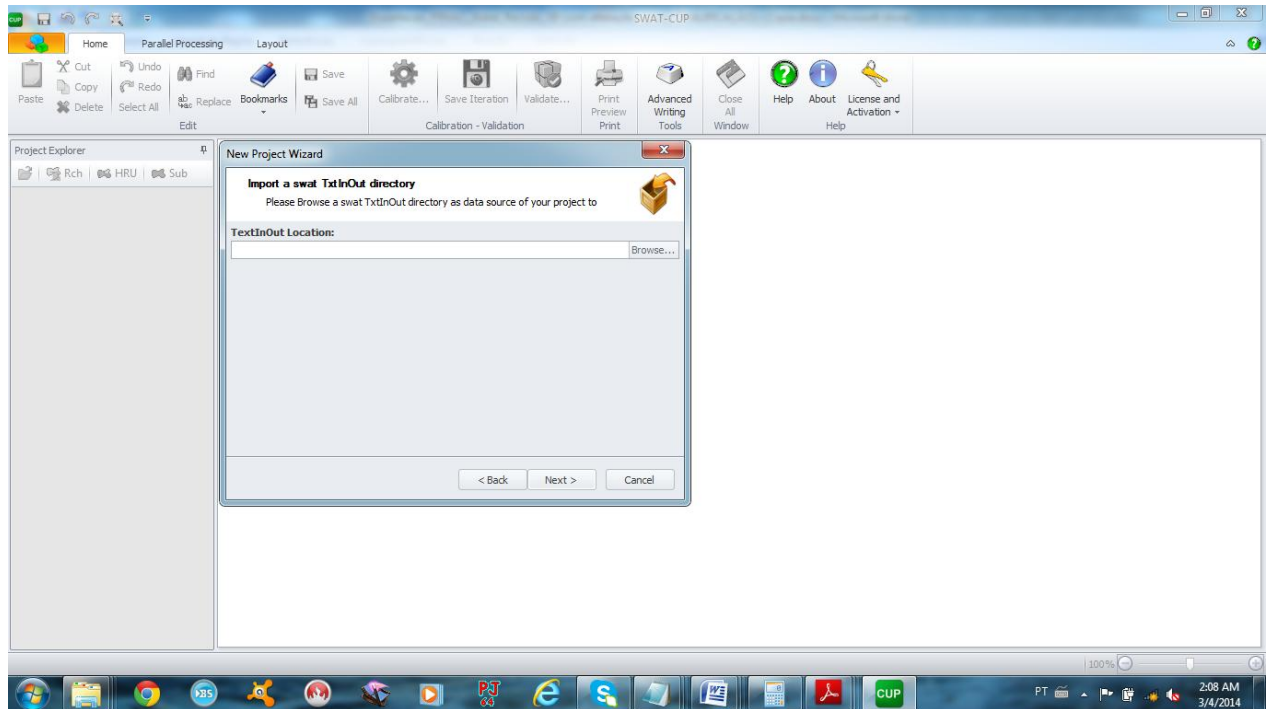 CUP
SWAT-CUP
Home Parallel Processing Layout
Paste
Cut
Copy
Delete
Undo
Redo
Select All
Find
ab Replace
Edit
Bookmarks
Save
Save All
Calibrate...
Save Iteration
Validate...
Calibration - Validation
Print Preview
Print
Advanced Writing
Tools
Close All
Window
Help
About
License and Activation
Help
Project Explorer
Rch HRU Sub
New Project Wizard
Import a swat TxtInOut directory
Please Browse a swat TxtInOut directory as data source of your project to
TextInOut Location:
Browse...
< Back Next > Cancel
100%
PJ
64
CUP
PT
2:08 AM
3/4/2014